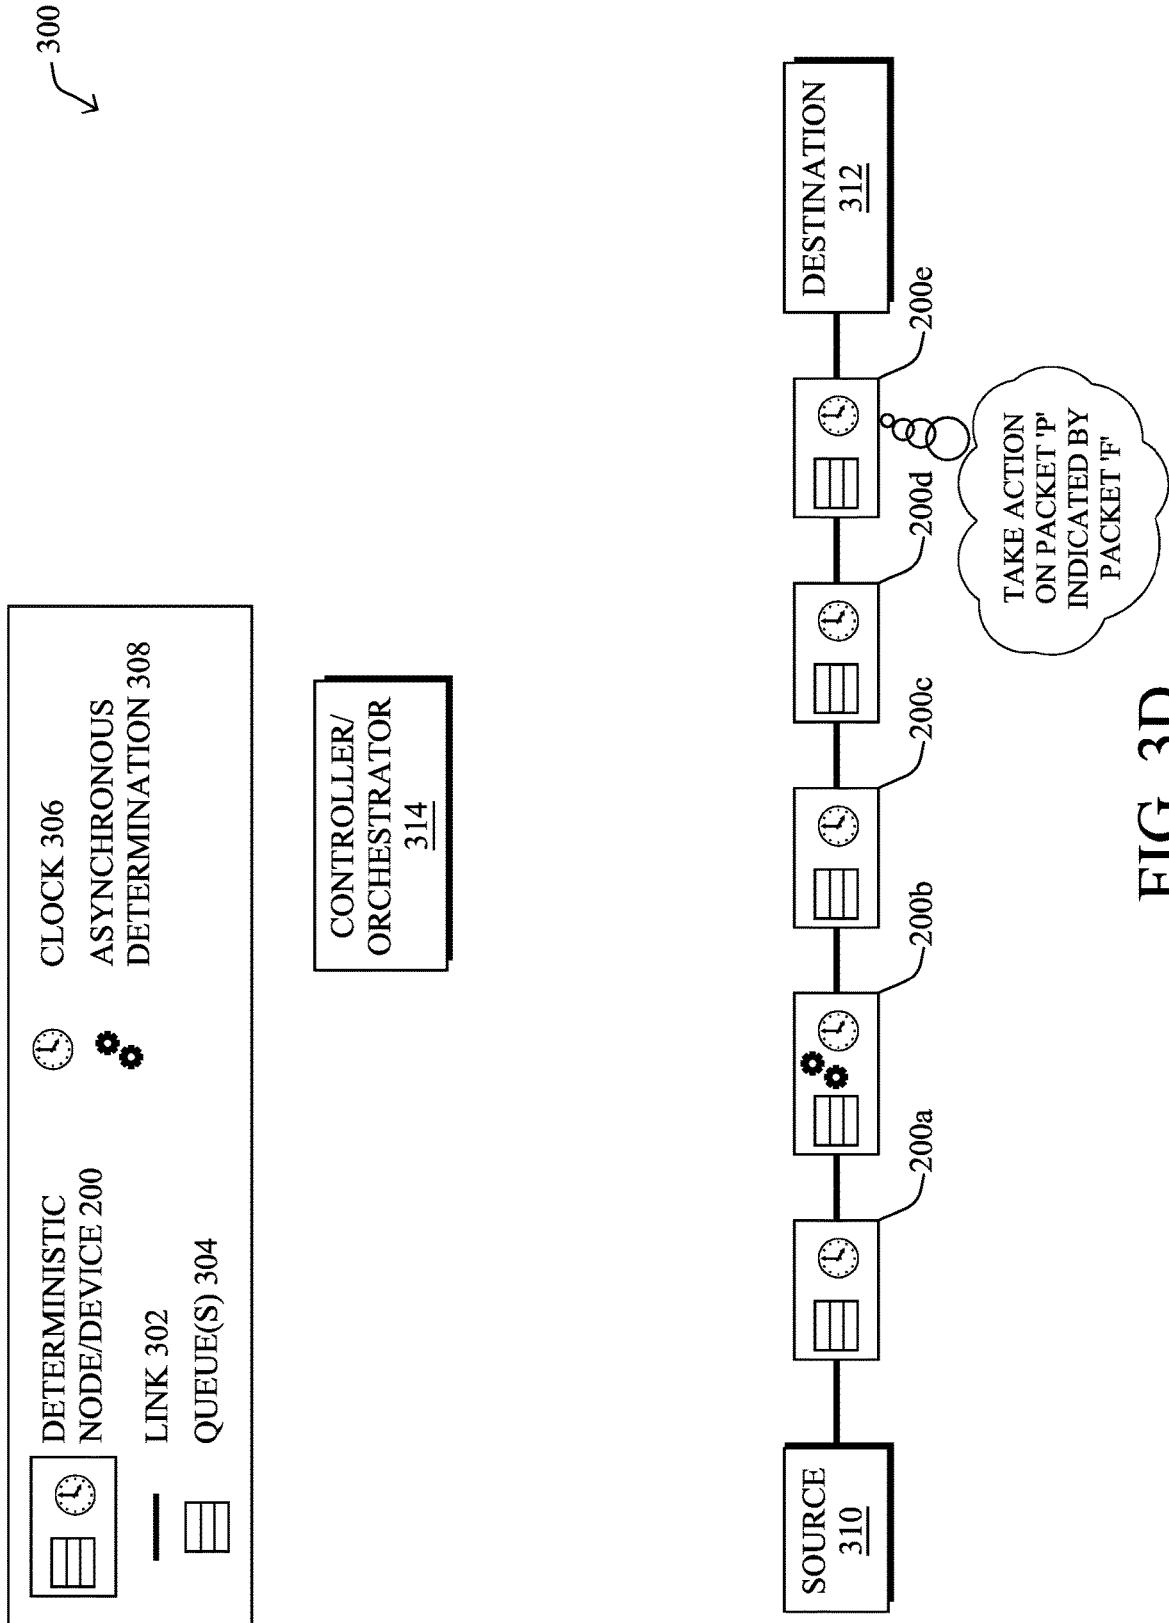 300
DETERMINISTIC
NODE/DEVICE 200
LINK 302
QUEUE(S) 304
CLOCK 306
ASYNCHRONOUS
DETERMINATION 308
CONTROLLER/
ORCHESTRATOR
314
SOURCE
310
200a
200b
200c
200d
200e
DESTINATION
312
TAKE ACTION
ON PACKET 'P'
INDICATED BY
PACKET 'F'
FIG. 3D